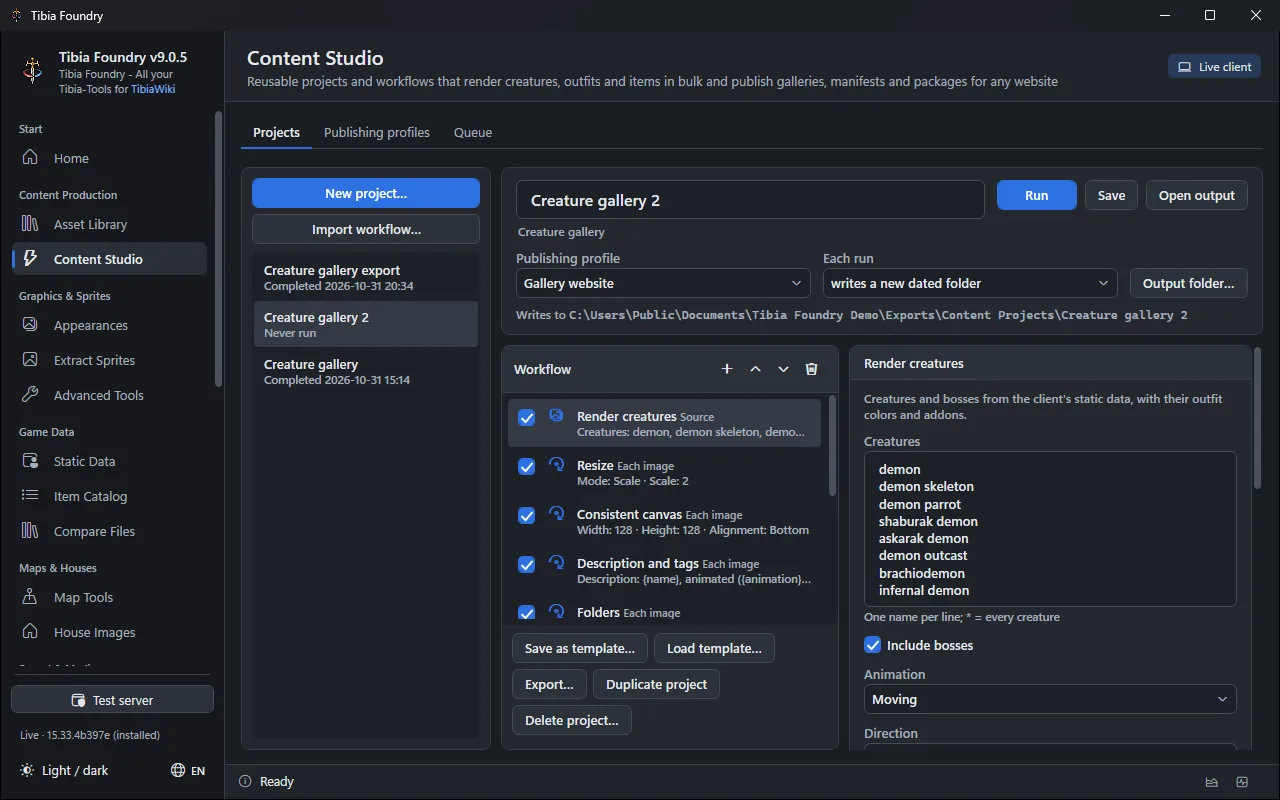 Tibia Foundry
Tibia Foundry v9.0.5
Tibia Foundry - All your
Tibia-Tools for TibiaWiki
Start
Home
Content Production
Asset Library
Content Studio
Graphics & Sprites
Appearances
Extract Sprites
Advanced Tools
Game Data
Static Data
Item Catalog
Compare Files
Maps & Houses
Map Tools
House Images
Test server
Live · 15.33.4b397e (installed)
Light / dark
EN
Content Studio
Reusable projects and workflows that render creatures, outfits and items in bulk and publish galleries, manifests and packages for any website
Live client
Projects
Publishing profiles
Queue
New project...
Import workflow...
Creature gallery export
Completed 2026-10-31 20:34
Creature gallery 2
Never run
Creature gallery
Completed 2026-10-31 15:14
Creature gallery 2
Run
Save
Open output
Creature gallery
Publishing profile
Each run
Gallery website
writes a new dated folder
Output folder...
Writes to C:\Users\Public\Documents\Tibia Foundry Demo\Exports\Content Projects\Creature gallery 2
Workflow
Render creatures Source
Creatures: demon, demon skeleton, demo...
Resize Each image
Mode: Scale · Scale: 2
Consistent canvas Each image
Width: 128 · Height: 128 · Alignment: Bottom
Description and tags Each image
Description: {name}, animated ({animation}...
Folders Each image
Save as template...
Load template...
Export...
Duplicate project
Delete project...
Render creatures
Creatures and bosses from the client's static data, with their outfit
colors and addons.
Creatures
demon
demon skeleton
demon parrot
shaburak demon
askarak demon
demon outcast
brachiodemon
infernal demon
One name per line; * = every creature
Include bosses
Animation
Moving
Direction
Ready